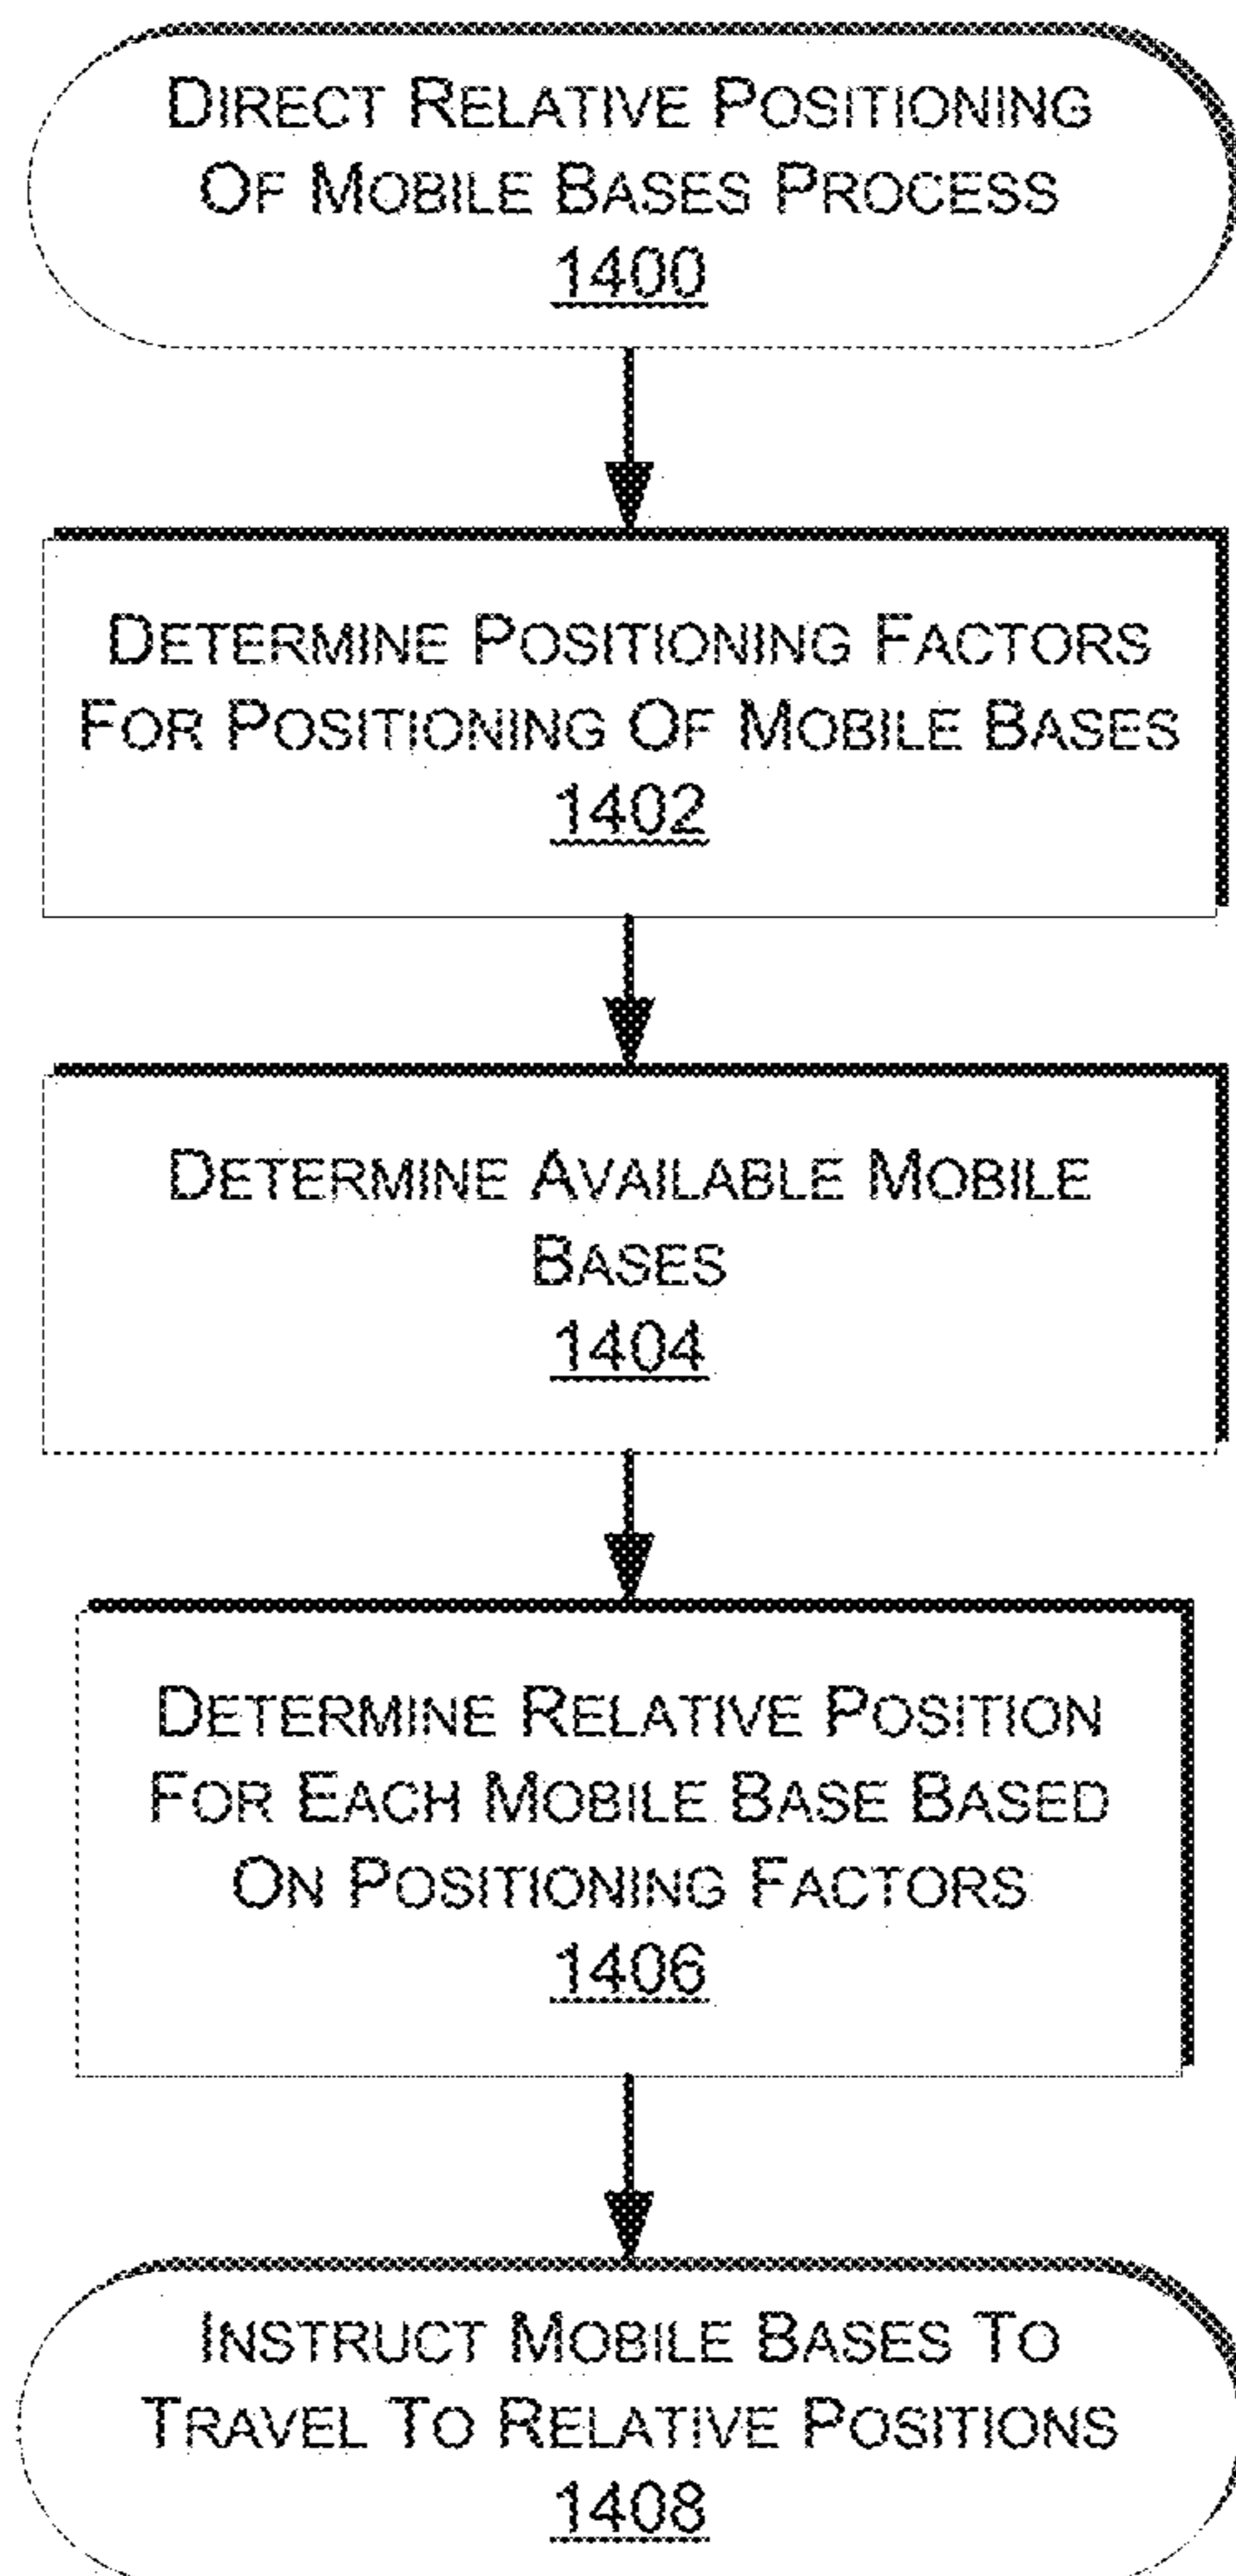 DIRECT RELATIVE POSITIONING
OF MOBILE BASES PROCESS
1400
DETERMINE POSITIONING FACTORS
FOR POSITIONING OF MOBILE BASES
1402
DETERMINE AVAILABLE MOBILE
BASES
1404
DETERMINE RELATIVE POSITION
FOR EACH MOBILE BASE BASED
ON POSITIONING FACTORS
1406
INSTRUCT MOBILE BASES TO
TRAVEL TO RELATIVE POSITIONS
1408